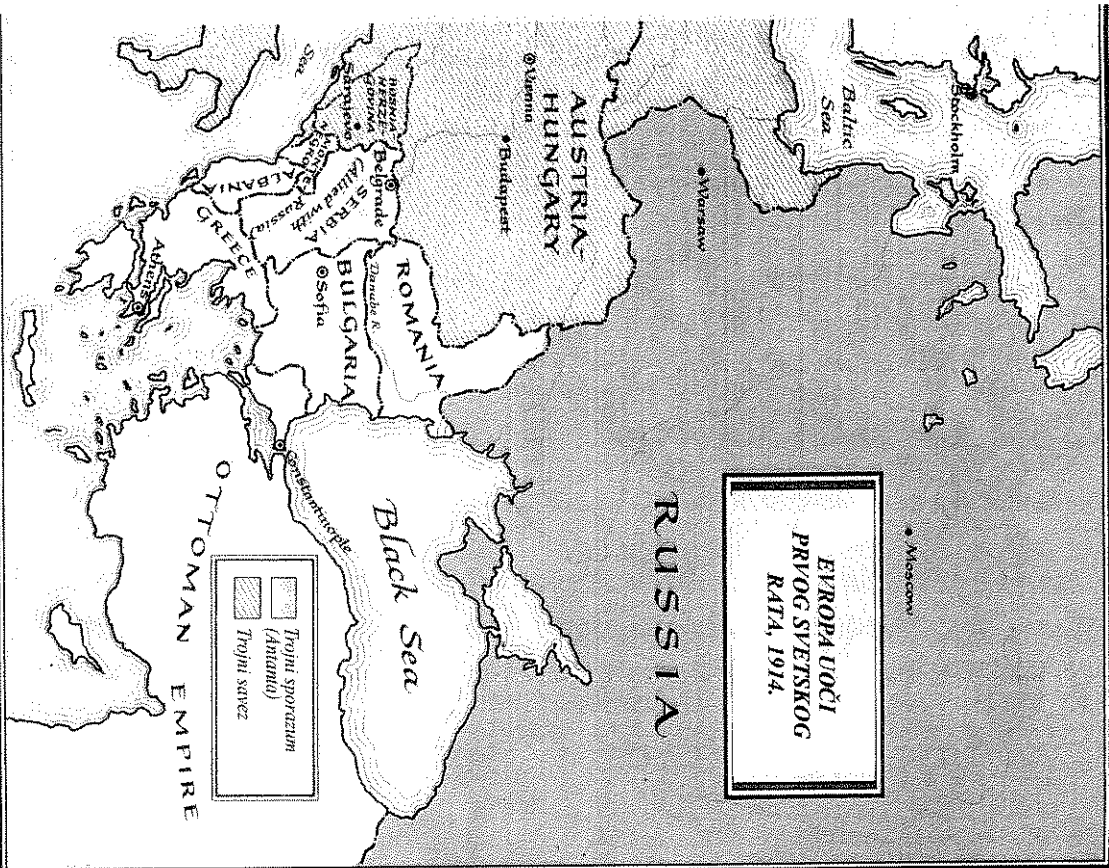 EVROPA UOČI
PRVOG SVETSKOG
RATA, 1914.
Stockholm
Baltic
Sea
Moscow
Warsaw
RUSSIA
AUSTRIA-
HUNGARY
Vienna
Budapest
ROMANIA
Danube R.
BULGARIA
Sofia
Belgrade
SERBIA
(Allied with
Russia)
BOSNIA-
HERZE-
GOVINA
Sarajevo
MONTE-
NEGRO
ALBANIA
GREECE
Athens
Sea
Black Sea
Constantinople
OTTOMAN EMPIRE
Trojni sporazum
(Antanta)
Trojni savez